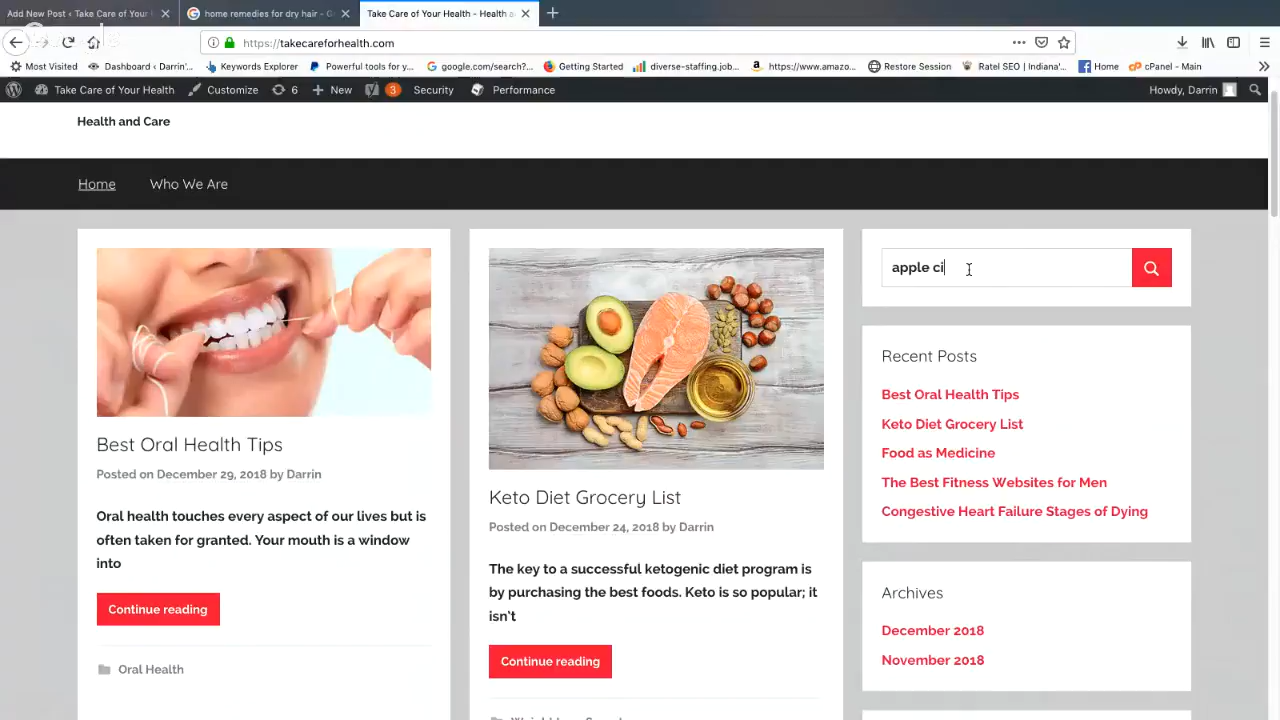 Add New Post ‹ Take Care of Your
home remedies for dry hair - G
Take Care of Your Health - Health a
https://takecareforhealth.com
Most Visited
Dashboard ‹ Darrin'...
Keywords Explorer
Powerful tools for y...
google.com/search?...
Getting Started
diverse-staffing.job...
https://www.amazo...
Restore Session
Ratel SEO | Indiana'...
Home
cPanel - Main
Take Care of Your Health
Customize
6
New
3
Security
Performance
Howdy, Darrin
Health and Care
Home
Who We Are
apple ci
Best Oral Health Tips
Posted on December 29, 2018 by Darrin
Oral health touches every aspect of our lives but is
often taken for granted. Your mouth is a window
into
Continue reading
Oral Health
Keto Diet Grocery List
Posted on December 24, 2018 by Darrin
The key to a successful ketogenic diet program is
by purchasing the best foods. Keto is so popular; it
isn't
Continue reading
Recent Posts
Best Oral Health Tips
Keto Diet Grocery List
Food as Medicine
The Best Fitness Websites for Men
Congestive Heart Failure Stages of Dying
Archives
December 2018
November 2018